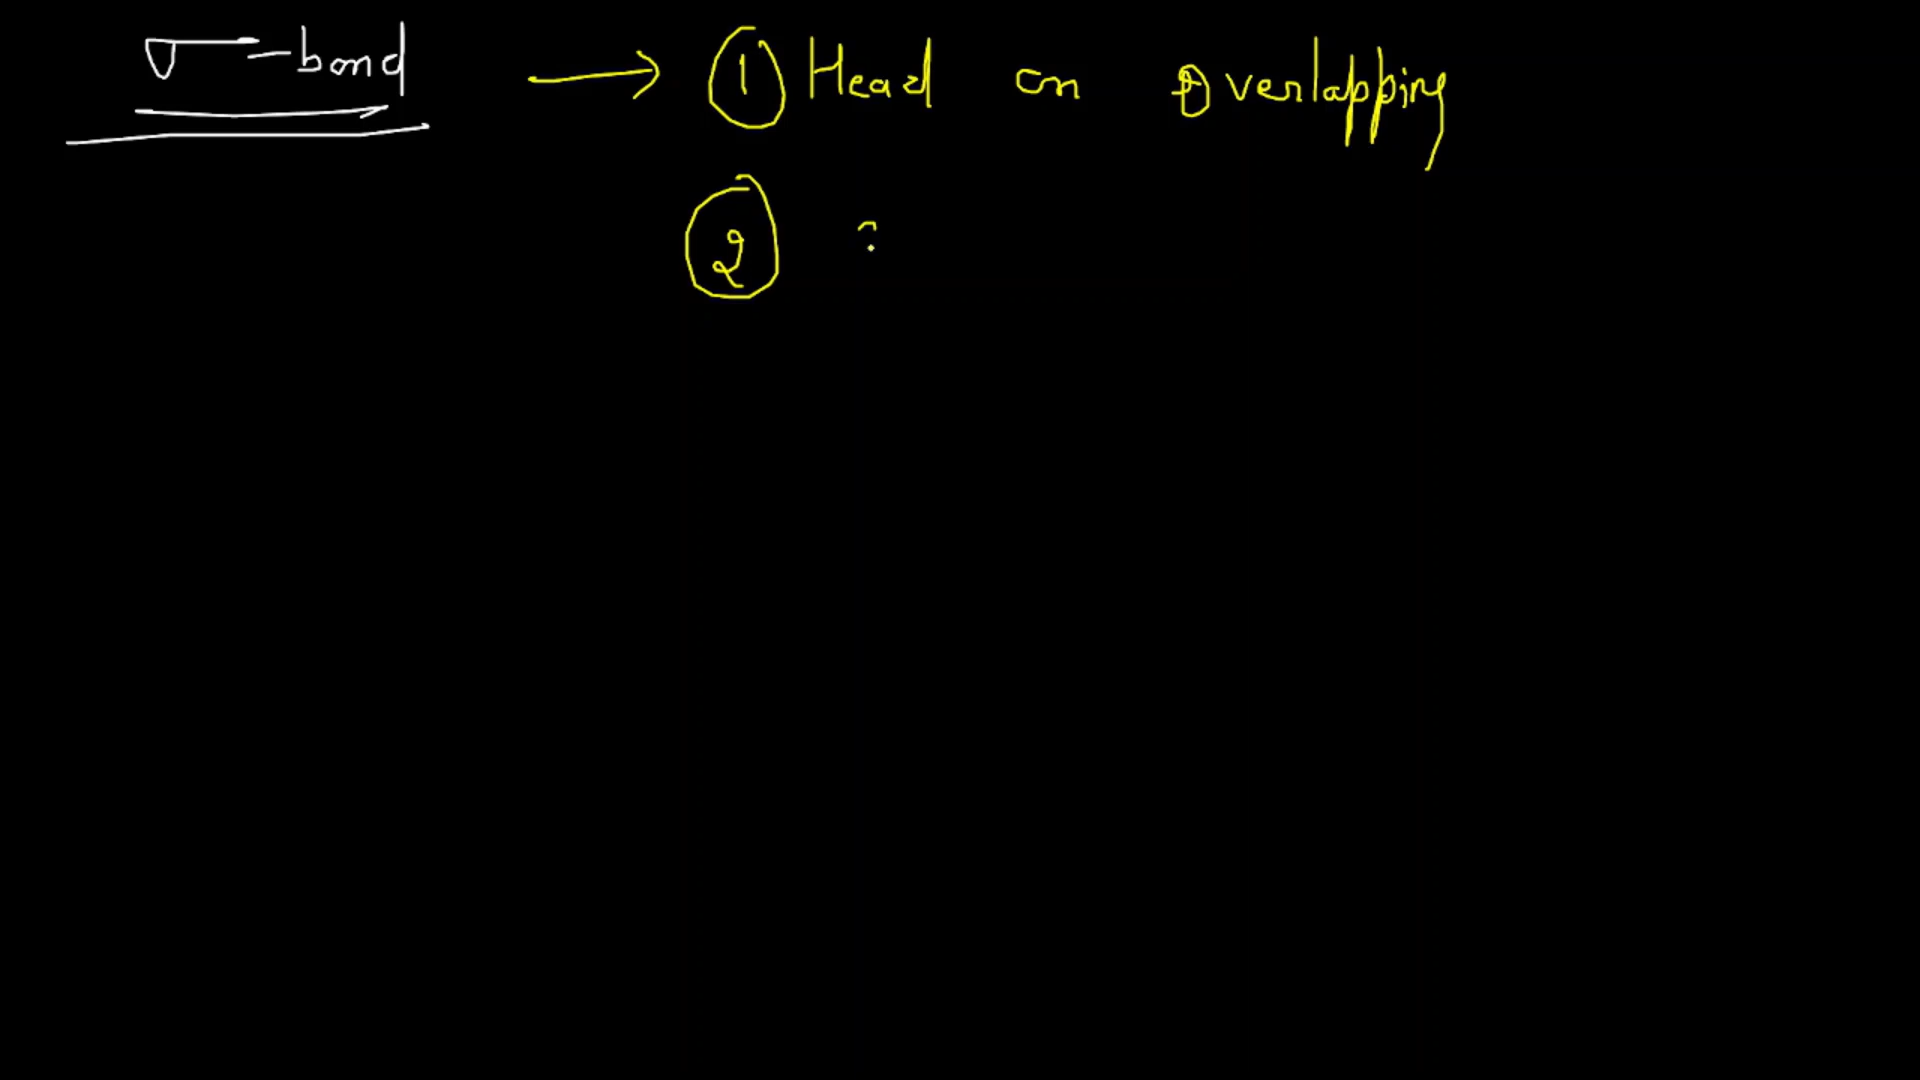 σ-bond → ① Head on overlapping
②